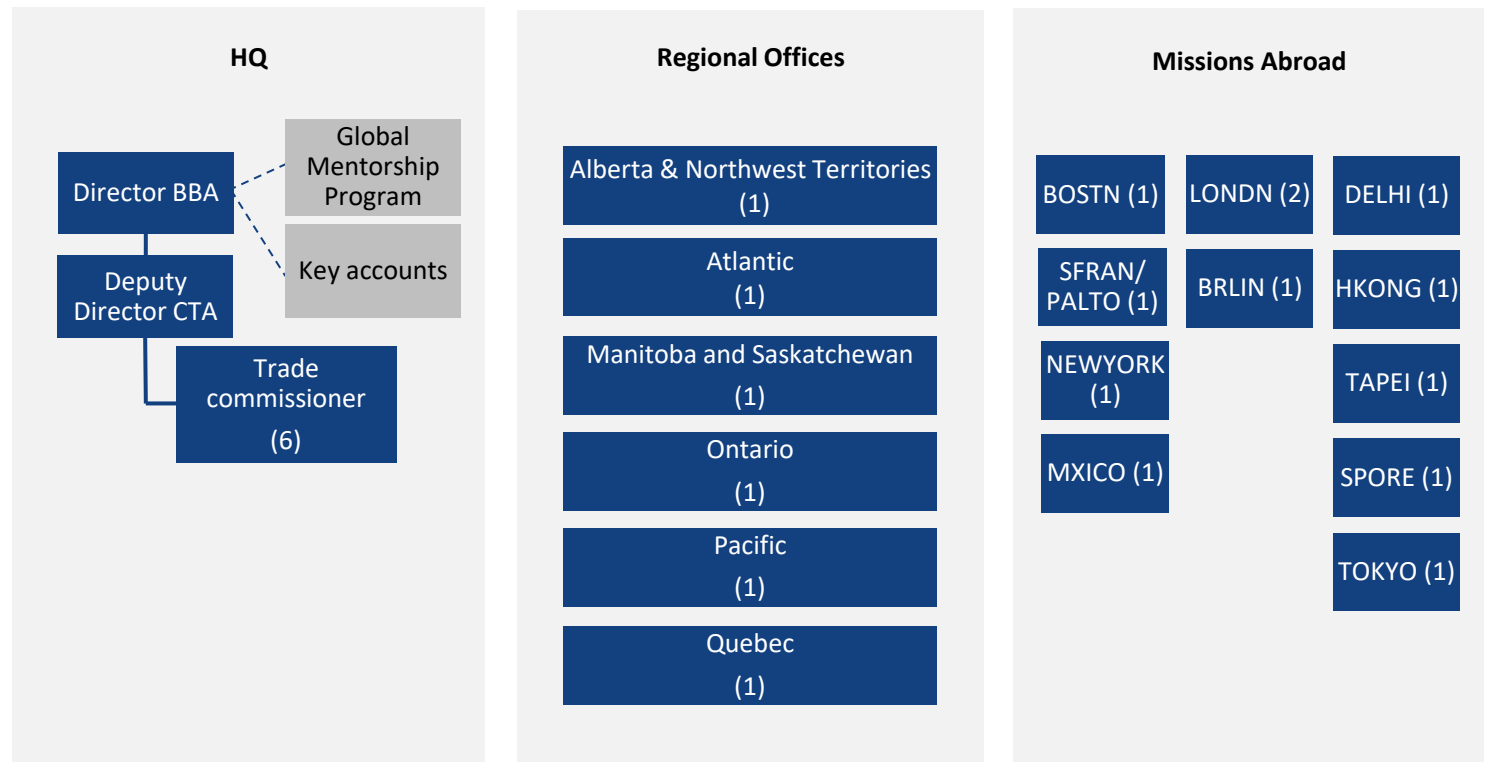 HQ
Director BBA
Global
Mentorship
Program
Key accounts
Deputy
Director CTA
Trade
commissioner
(6)
Regional Offices
Alberta & Northwest Territories
(1)
Atlantic
(1)
Manitoba and Saskatchewan
(1)
Ontario
(1)
Pacific
(1)
Quebec
(1)
Missions Abroad
BOSTN (1)
SFRAN/
PALTO (1)
NEWYORK
(1)
MXICO (1)
LONDN (2)
BRLIN (1)
DELHI (1)
HKONG (1)
TAPEI (1)
SPORE (1)
TOKYO (1)